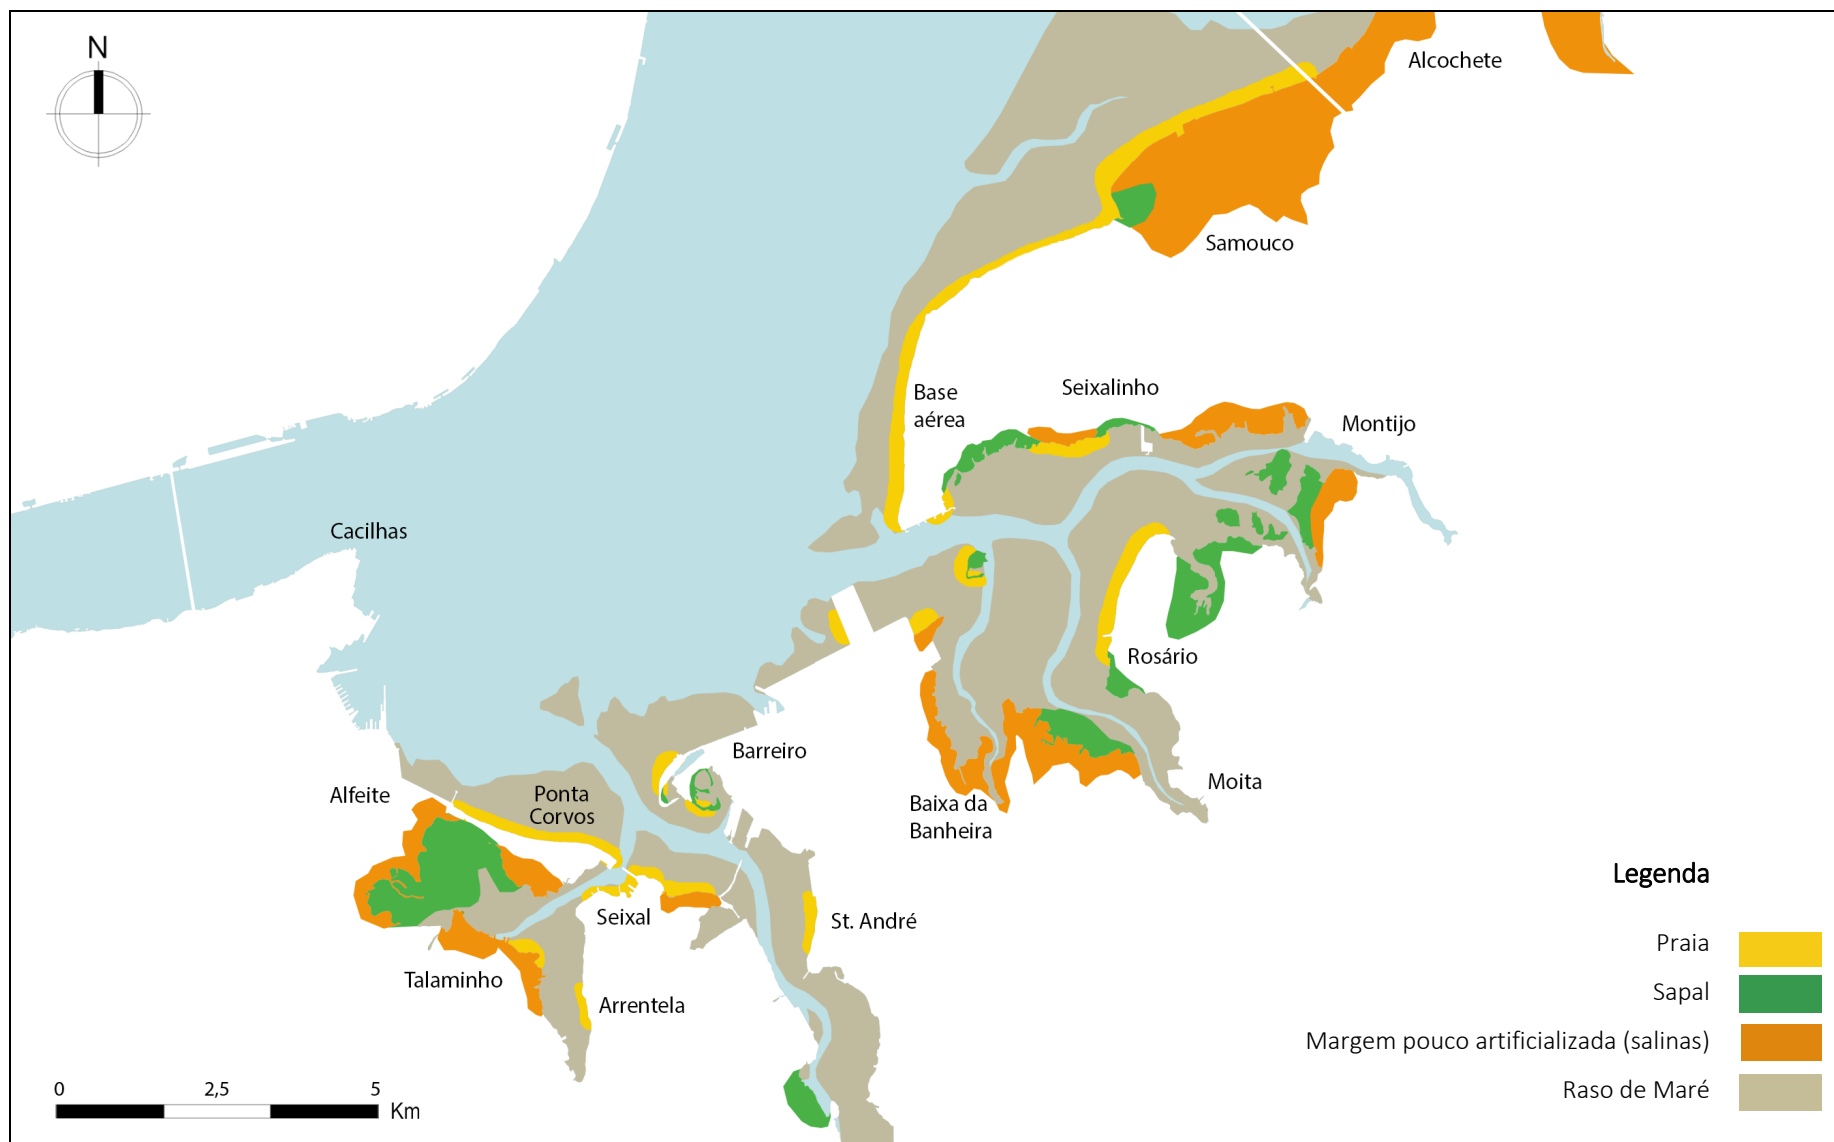 N
Alcochete
Samouco
Base
aérea
Seixalinho
Montijo
Cacilhas
Rosário
Barreiro
Moita
Alfeite
Ponta
Corvos
Baixa da
Banheira
Seixal
St. André
Talaminho
Arrentela
Legenda
Praia
Sapal
Margem pouco artificializada (salinas)
Raso de Maré
0 2,5 5
Km